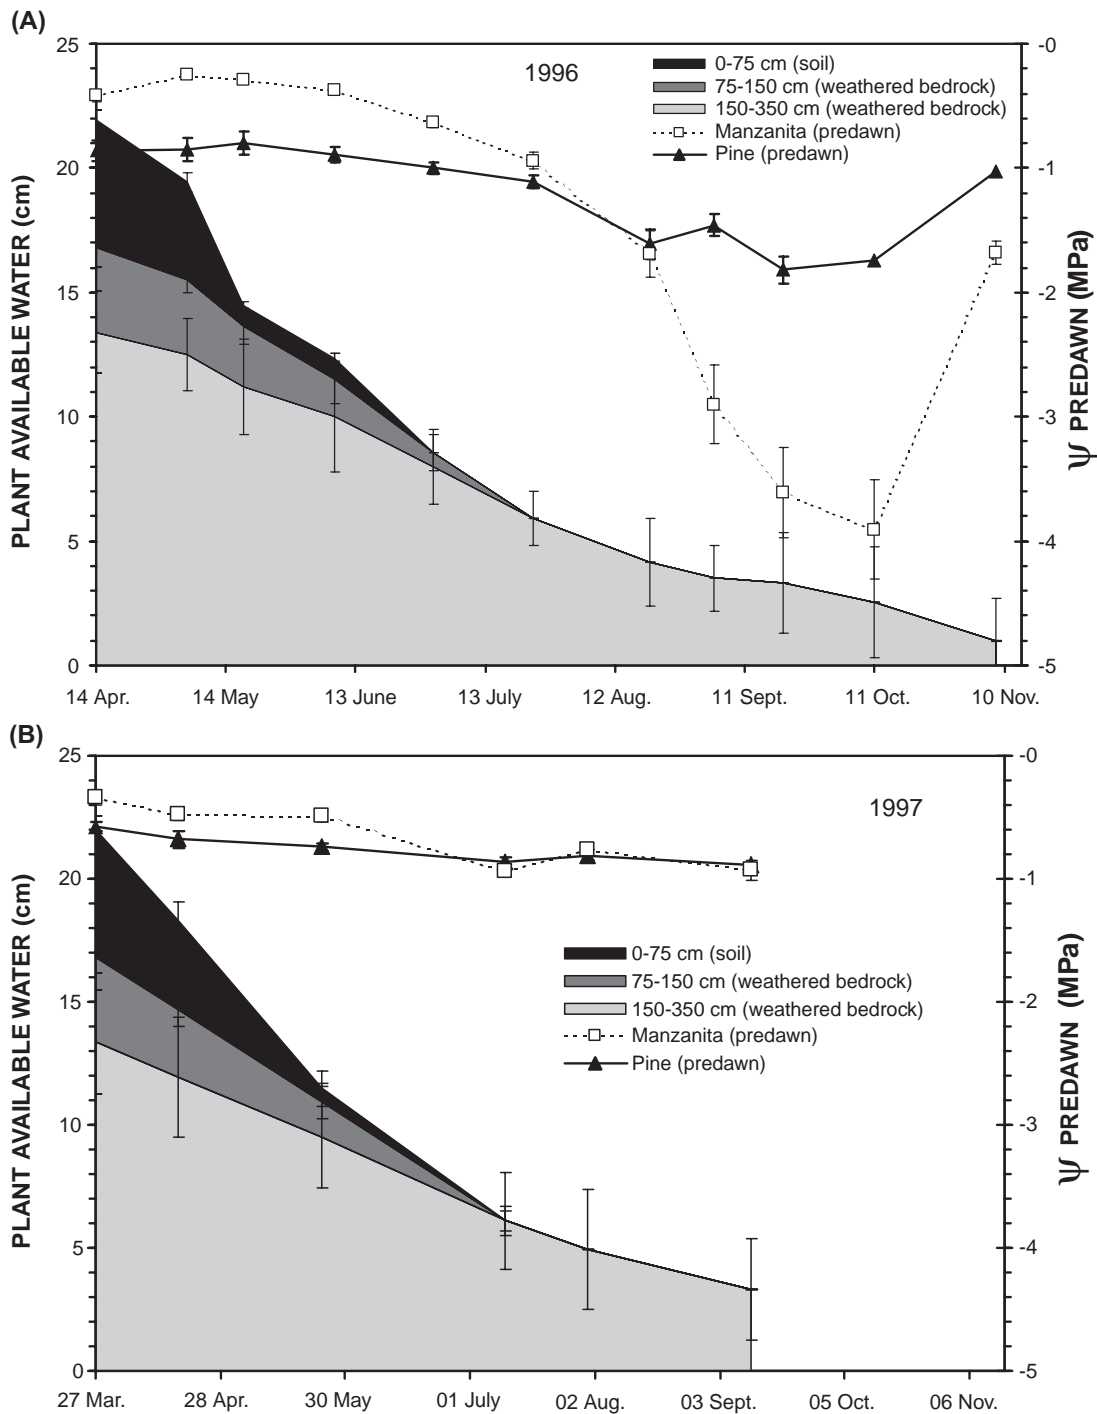 (A)
1996
0-75 cm (soil)
75-150 cm (weathered bedrock)
150-350 cm (weathered bedrock)
Manzanita (predawn)
Pine (predawn)
PLANT AVAILABLE WATER (cm)
25
20
15
10
5
0
-0
-1
-2
-3
-4
-5
Ψ PREDAWN (MPa)
14 Apr. 14 May 13 June 13 July 12 Aug. 11 Sept. 11 Oct. 10 Nov.
(B)
1997
0-75 cm (soil)
75-150 cm (weathered bedrock)
150-350 cm (weathered bedrock)
Manzanita (predawn)
Pine (predawn)
PLANT AVAILABLE WATER (cm)
25
20
15
10
5
0
-0
-1
-2
-3
-4
-5
Ψ PREDAWN (MPa)
27 Mar. 28 Apr. 30 May 01 July 02 Aug. 03 Sept. 05 Oct. 06 Nov.